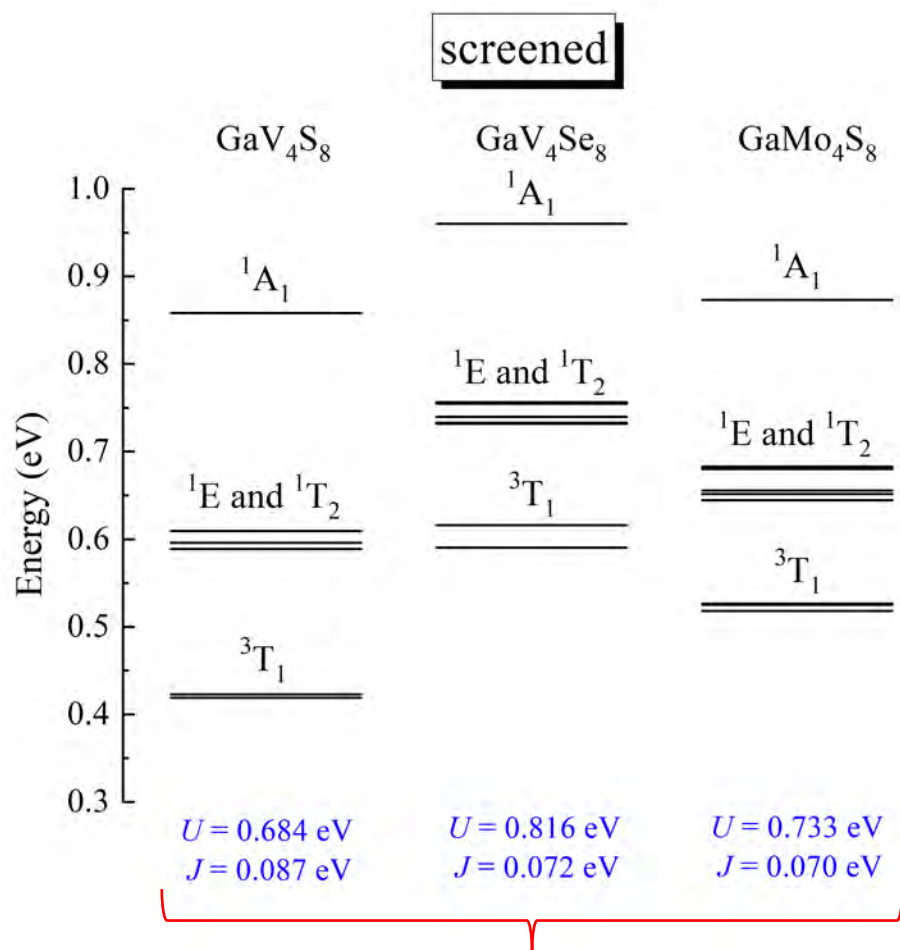 screened
GaV₄S₈ GaV₄Se₈ GaMo₄S₈
1.0
0.9
0.8
0.7
0.6
0.5
0.4
0.3
Energy (eV)
¹A₁
¹E and ¹T₂
³T₁
¹A₁
¹E and ¹T₂
³T₁
¹A₁
¹E and ¹T₂
³T₁
U = 0.684 eV U = 0.816 eV U = 0.733 eV
J = 0.087 eV J = 0.072 eV J = 0.070 eV